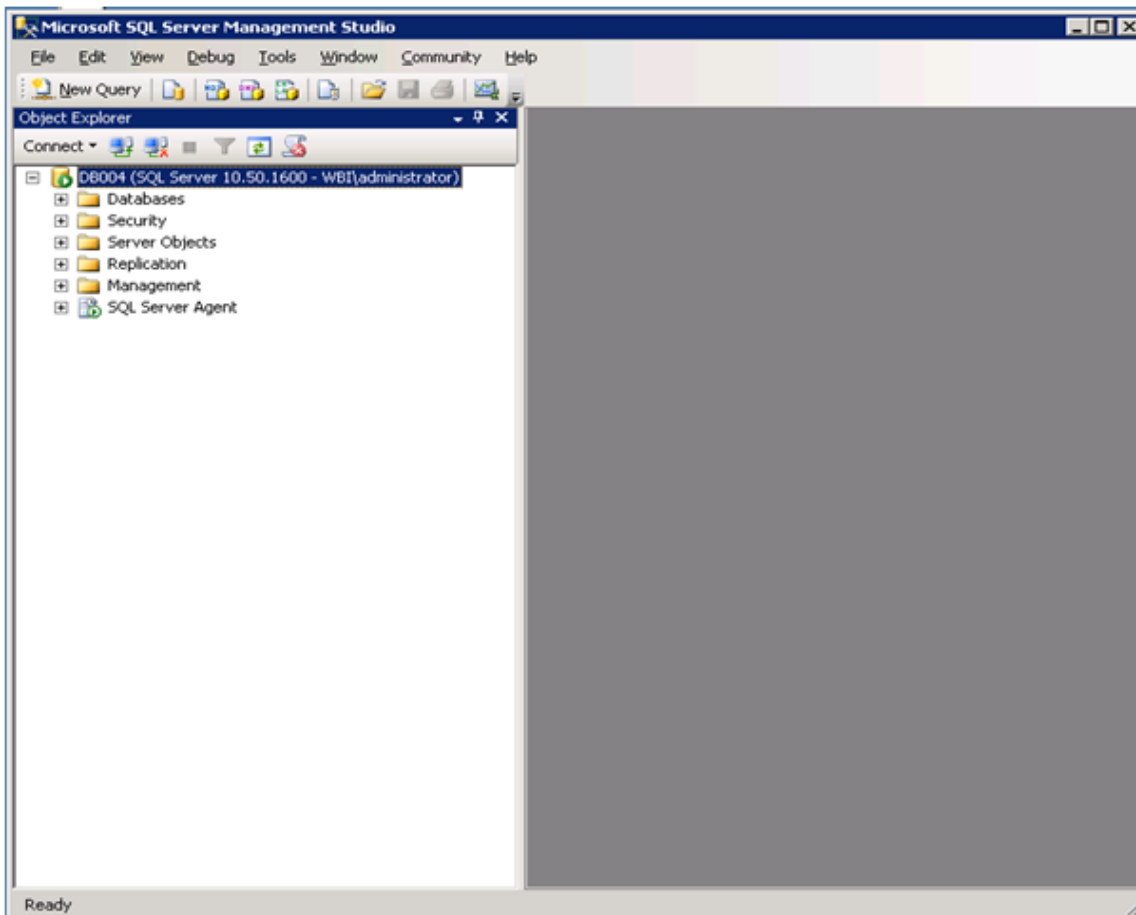 Microsoft SQL Server Management Studio
File Edit View Debug Tools Window Community Help
New Query
Object Explorer
Connect
DB004 (SQL Server 10.50.1600 - WBI\administrator)
Databases
Security
Server Objects
Replication
Management
SQL Server Agent
Ready